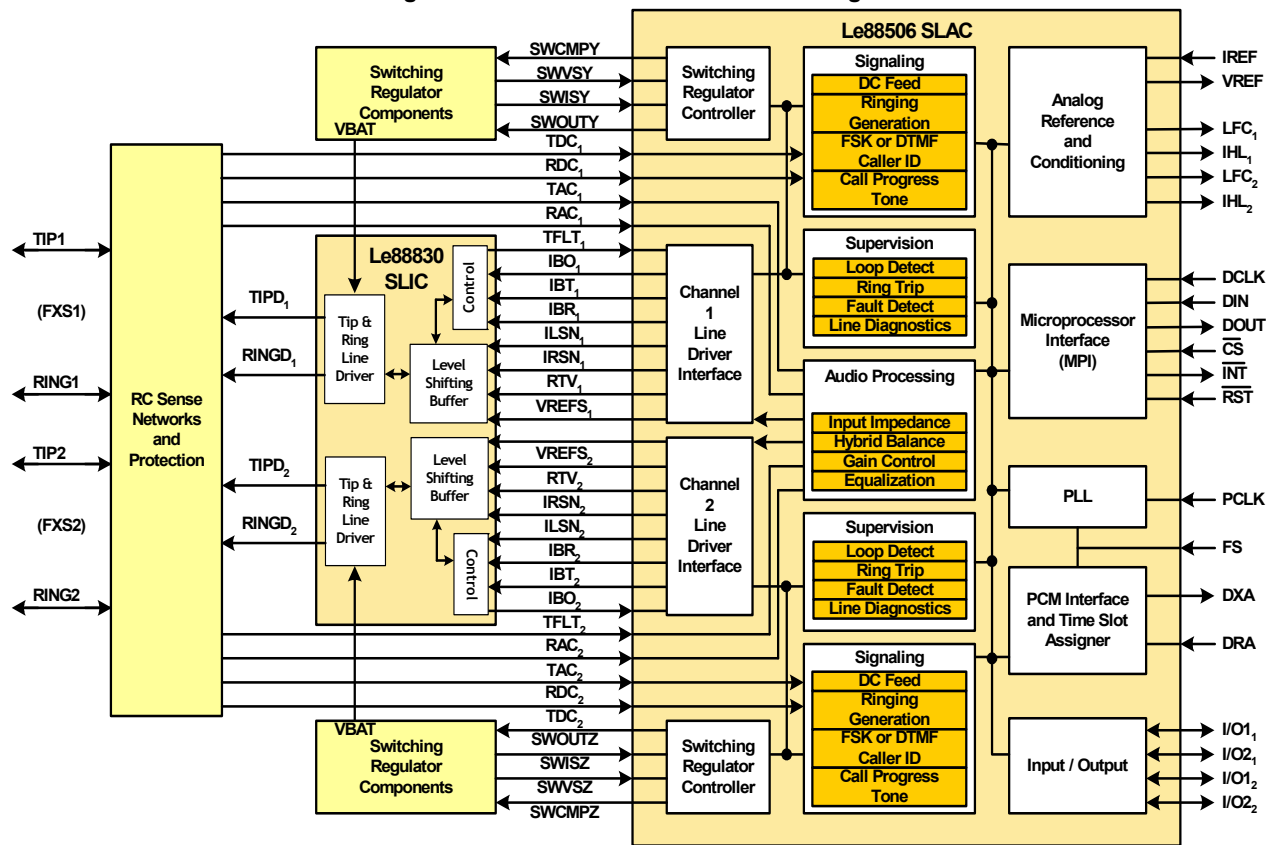 Le88506 SLAC
SWCMPY
SWVSY
SWISY
SWOUTY
Switching
Regulator
Components
VBAT
Switching
Regulator
Controller
Signaling
DC Feed
Ringing
Generation
FSK or DTMF
Caller ID
Call Progress
Tone
Analog
Reference
and
Conditioning
IREF
VREF
LFC1
IHL1
LFC2
IHL2
TDC1
RDC1
TAC1
RAC1
TIP1
(FXS1)
RING1
TIP2
(FXS2)
RING2
RC Sense
Networks
and
Protection
TIPD1
RINGD1
TIPD2
RINGD2
Le88830
SLIC
Tip &
Ring
Line
Driver
Control
Level
Shifting
Buffer
TFLT1
IBO1
IBT1
IBR1
ILSN1
IRSN1
RTV1
VREFS1
Channel
1
Line
Driver
Interface
Supervision
Loop Detect
Ring Trip
Fault Detect
Line Diagnostics
Microprocessor
Interface
(MPI)
DCLK
DIN
DOUT
CS
INT
RST
Audio Processing
Input Impedance
Hybrid Balance
Gain Control
Equalization
Tip &
Ring
Line
Driver
Level
Shifting
Buffer
Control
VREFS2
RTV2
IRSN2
ILSN2
IBR2
IBT2
IBO2
TFLT2
RAC2
TAC2
RDC2
TDC2
Channel
2
Line
Driver
Interface
Supervision
Loop Detect
Ring Trip
Fault Detect
Line Diagnostics
PLL
PCLK
FS
PCM Interface
and Time Slot
Assigner
DXA
DRA
VBAT
Switching
Regulator
Components
SWOUTZ
SWISZ
SWVSZ
SWCMPZ
Switching
Regulator
Controller
Signaling
DC Feed
Ringing
Generation
FSK or DTMF
Caller ID
Call Progress
Tone
Input / Output
I/O11
I/O21
I/O12
I/O22